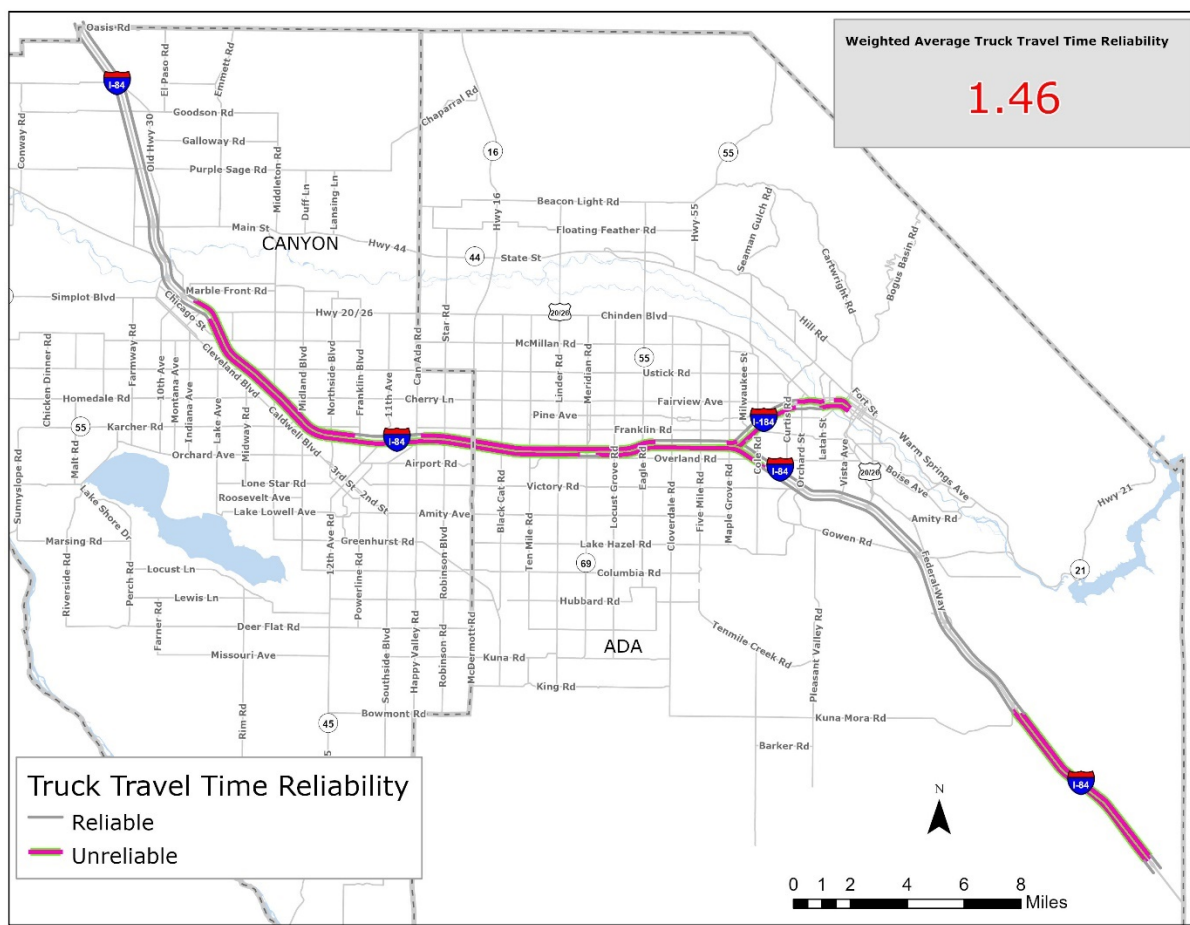 Oasis Rd
Weighted Average Truck Travel Time Reliability
1.46
I-84
El Paso Rd
Emmett Rd
Conway Rd
Old Hwy 30
Goodson Rd
Galloway Rd
Purple Sage Rd
Chaparral Rd
Middleton Rd
Duff Ln
Lansing Ln
16
55
Hwy 16
Hwy 55
Beacon Light Rd
Floating Feather Rd
Seaman Gulch Rd
Cartwright Rd
Bogus Basin Rd
Main St
CANYON
Hwy 44
44
State St
Marble Front Rd
Simplot Blvd
Chicago St
Hwy 20/26
20/26
Chinden Blvd
Hill Rd
Star Rd
Can Ada Rd
McMillan Rd
55
Ustick Rd
Chicken Dinner Rd
Farmway Rd
10th Ave
Montana Ave
Indiana Ave
Lake Ave
Midway Rd
Cleveland Blvd
Caldwell Blvd
Midland Blvd
Northside Blvd
Franklin Blvd
11th Ave
Linder Rd
Meridian Rd
Milwaukee St
Fort St
Homedale Rd
Cherry Ln
Fairview Ave
Pine Ave
Curtis Rd
Latah St
Warm Springs Ave
55
Karcher Rd
Malt Rd
Orchard Ave
I-84
Franklin Rd
I-184
Cole Rd
Orchard St
Vista Ave
Sunnyslope Rd
Airport Rd
Overland Rd
I-84
20/26
Boise Ave
3rd St
2nd St
Black Cat Rd
Victory Rd
Locust Grove Rd
Eagle Rd
Lone Star Rd
Roosevelt Ave
Lake Lowell Ave
Amity Ave
Ten Mile Rd
Cloverdale Rd
Five Mile Rd
Maple Grove Rd
Amity Rd
Hwy 21
Lake Shore Dr
Marsing Rd
12th Ave Rd
Greenhurst Rd
Robinson Blvd
Lake Hazel Rd
Gowen Rd
Riverside Rd
Perch Rd
Locust Ln
Powerline Rd
69
Columbia Rd
Federal Way
21
Lewis Ln
Farner Rd
Deer Flat Rd
Hubbard Rd
Tenmile Creek Rd
Pleasant Valley Rd
Missouri Ave
Southside Blvd
Happy Valley Rd
Robinson Rd
McDermott Rd
Kuna Rd
ADA
King Rd
Rim Rd
45
Bowmont Rd
Kuna Mora Rd
Barker Rd
I-84
Truck Travel Time Reliability
Reliable
Unreliable
N
0 1 2 4 6 8
Miles